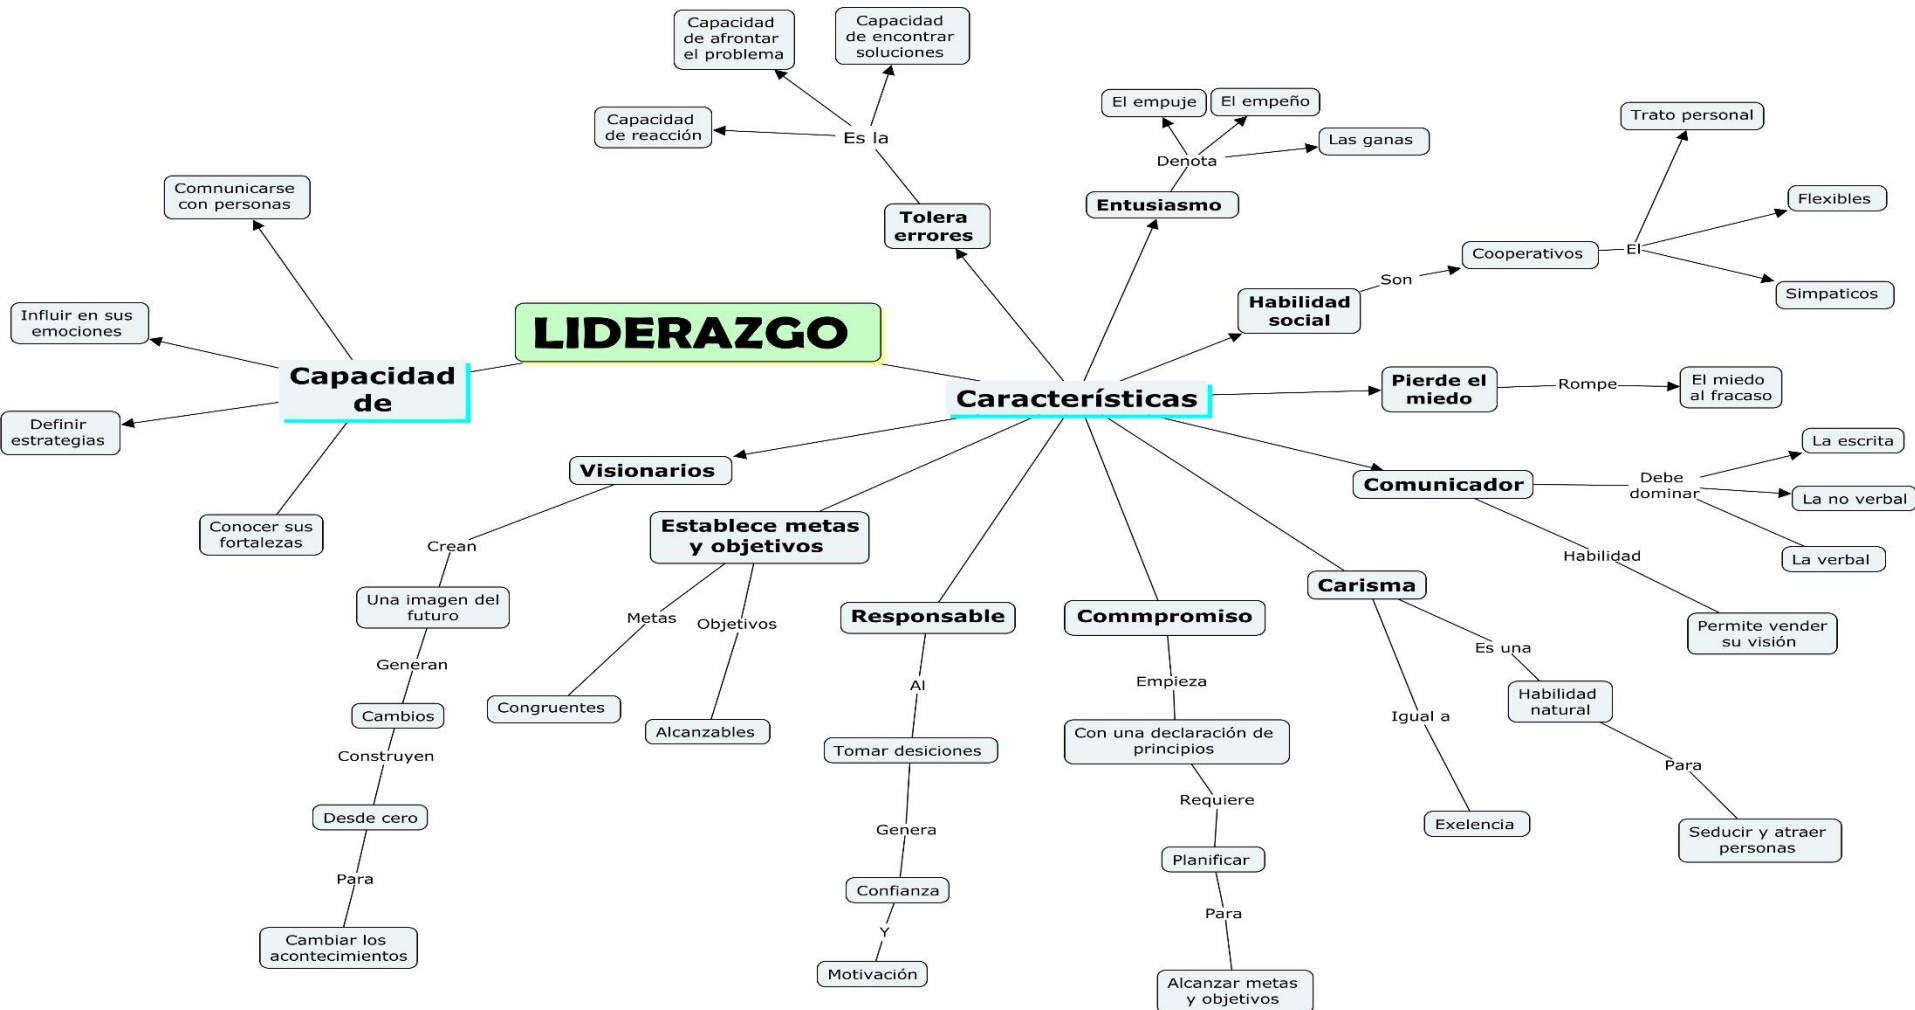 LIDERAZGO
Capacidad
de
Comnunicarse
con personas
Influir en sus
emociones
Definir
estrategias
Conocer sus
fortalezas
Características
Tolera
errores
Es la
Capacidad
de reacción
Capacidad
de afrontar
el problema
Capacidad
de encontrar
soluciones
Entusiasmo
Denota
El empuje
El empeño
Las ganas
Habilidad
social
Son
Cooperativos
El
Trato personal
Flexibles
Simpaticos
Pierde el
miedo
Rompe
El miedo
al fracaso
Comunicador
Debe
dominar
La escrita
La no verbal
La verbal
Habilidad
Permite vender
su visión
Carisma
Es una
Habilidad
natural
Para
Seducir y atraer
personas
Igual a
Exelencia
Commpromiso
Empieza
Con una declaración de
principios
Requiere
Planificar
Para
Alcanzar metas
y objetivos
Responsable
Al
Tomar desiciones
Genera
Confianza
Y
Motivación
Establece metas
y objetivos
Metas
Congruentes
Objetivos
Alcanzables
Visionarios
Crean
Una imagen del
futuro
Generan
Cambios
Construyen
Desde cero
Para
Cambiar los
acontecimientos